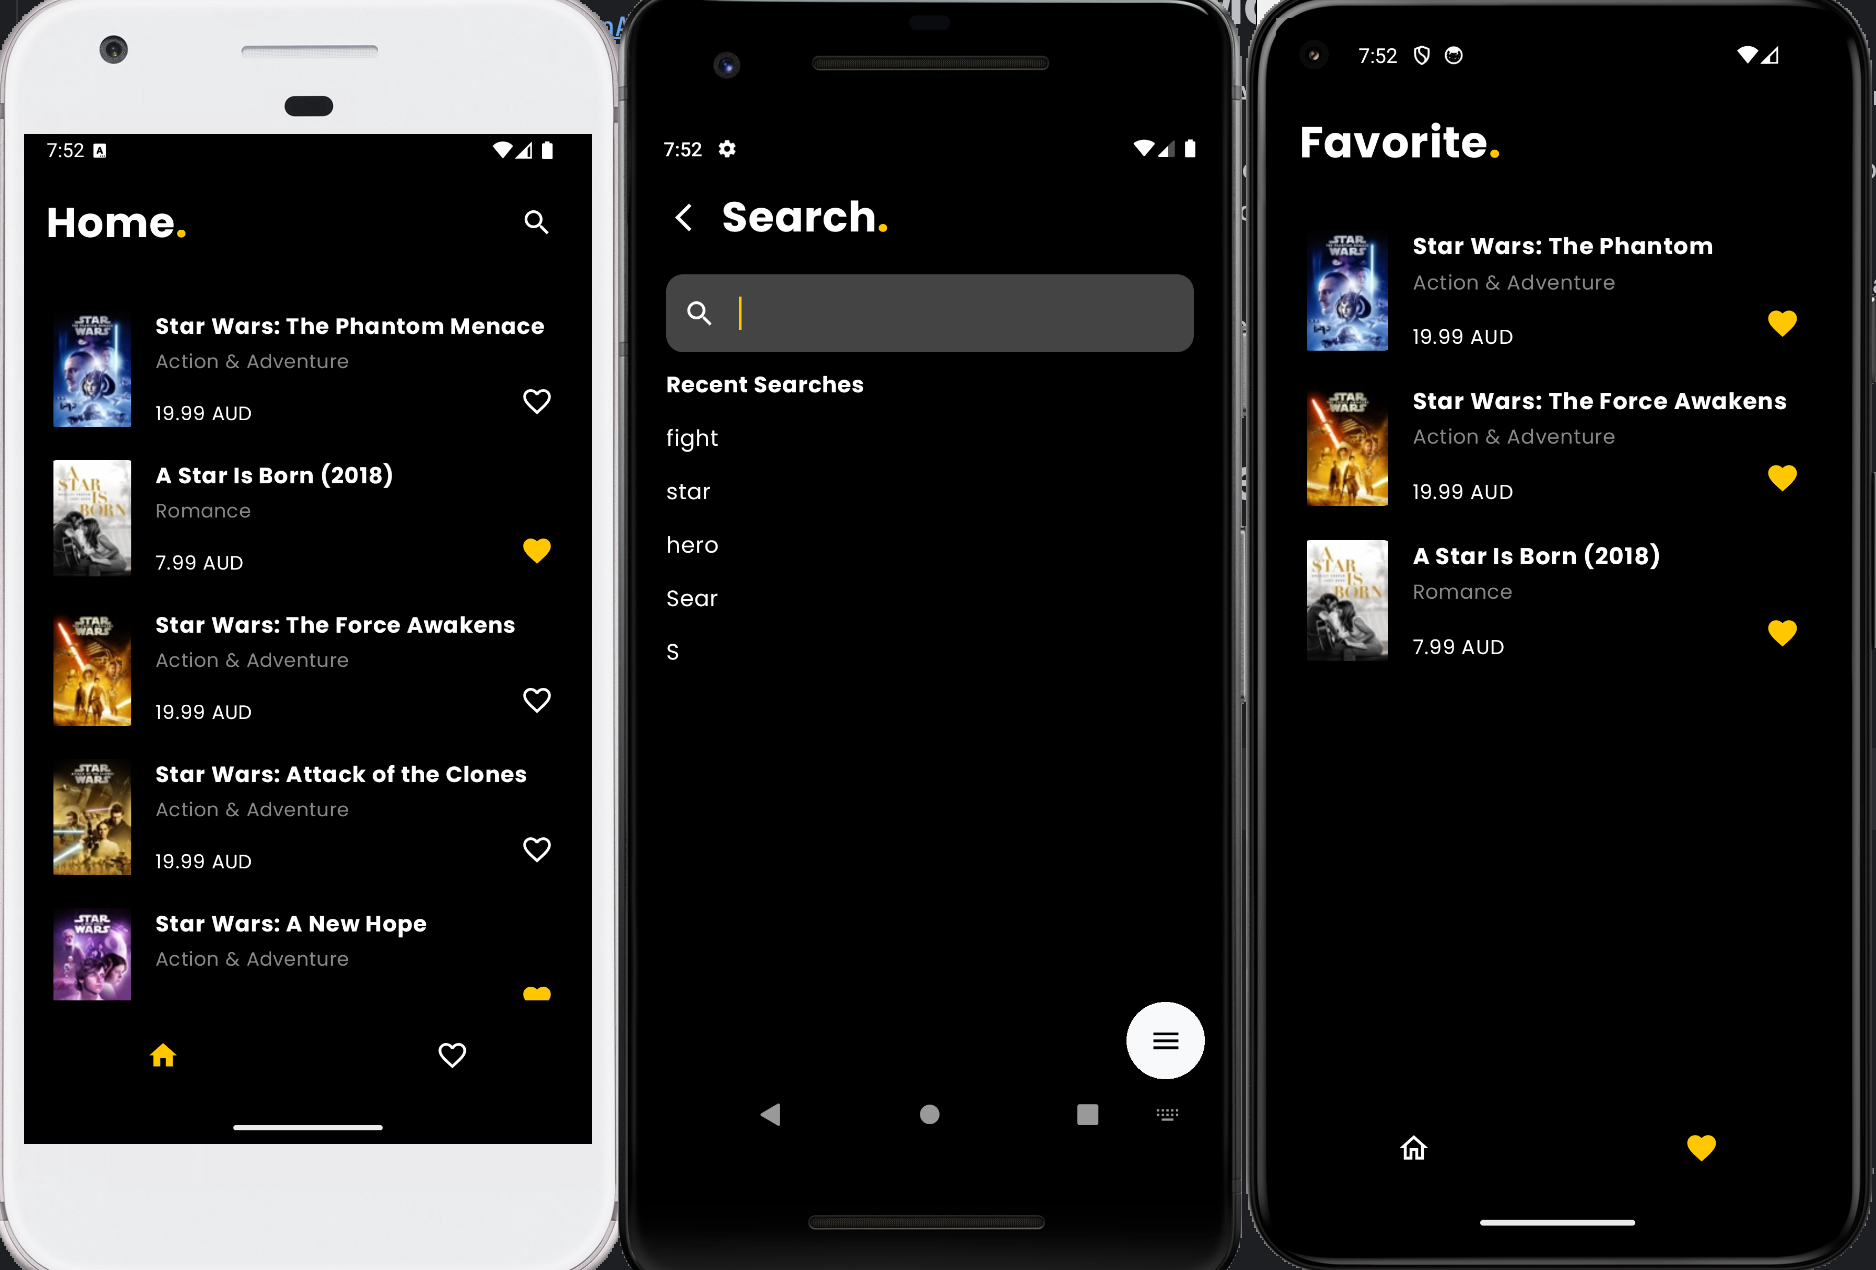 7:52
Home.
STAR
WARS
Star Wars: The Phantom Menace
Action & Adventure
19.99 AUD
A
STAR
IS
BORN
A Star Is Born (2018)
Romance
7.99 AUD
STAR
WARS
Star Wars: The Force Awakens
Action & Adventure
19.99 AUD
STAR
WARS
Star Wars: Attack of the Clones
Action & Adventure
19.99 AUD
STAR
WARS
Star Wars: A New Hope
Action & Adventure
7:52
Search.
Recent Searches
fight
star
hero
Sear
S
7:52
Favorite.
STAR
WARS
Star Wars: The Phantom
Action & Adventure
19.99 AUD
STAR
WARS
Star Wars: The Force Awakens
Action & Adventure
19.99 AUD
A
STAR
IS
BORN
A Star Is Born (2018)
Romance
7.99 AUD